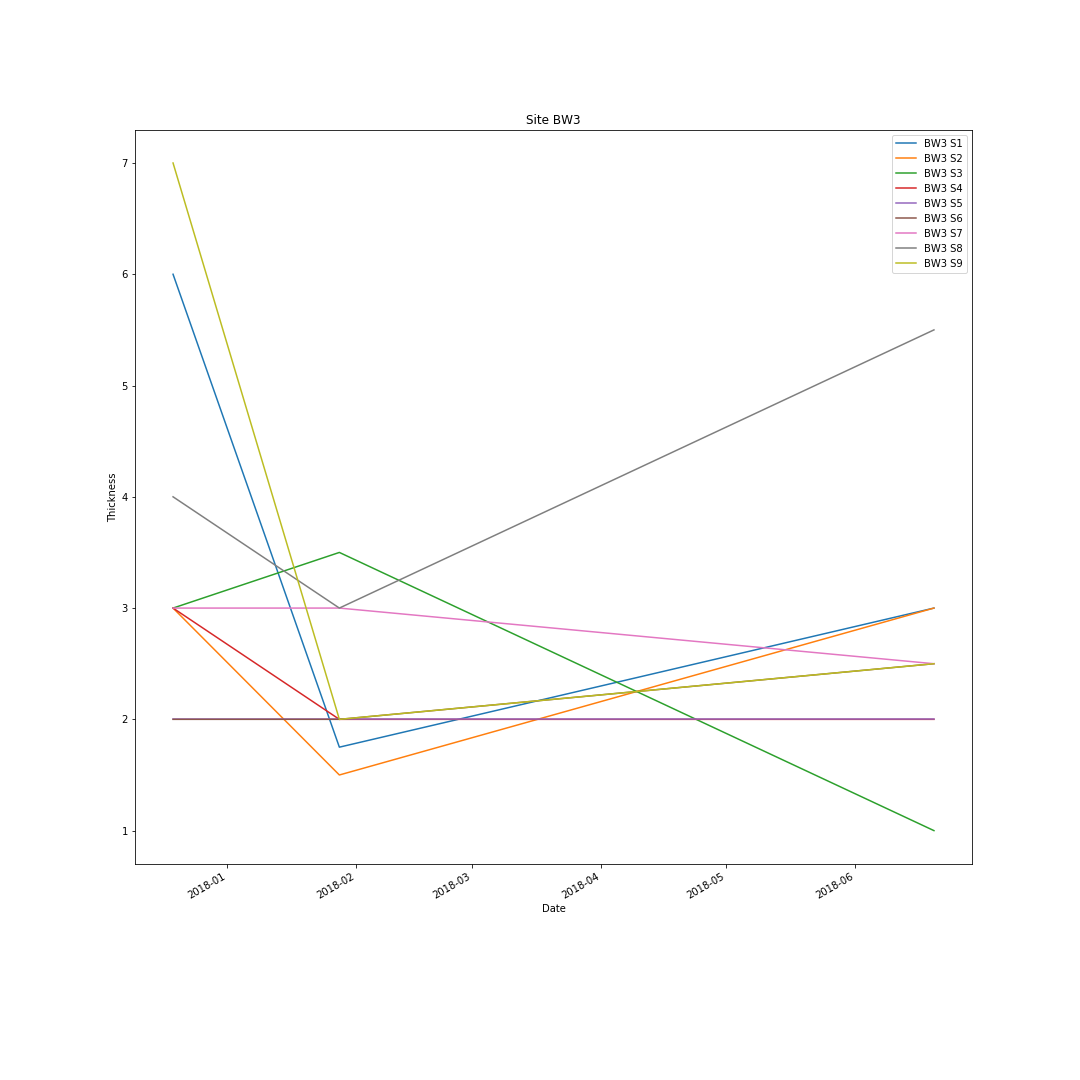 Site BW3
BW3 S1
BW3 S2
BW3 S3
BW3 S4
BW3 S5
BW3 S6
BW3 S7
BW3 S8
BW3 S9
7
6
5
4
3
2
1
Thickness
2018-01
2018-02
2018-03
2018-04
2018-05
2018-06
Date